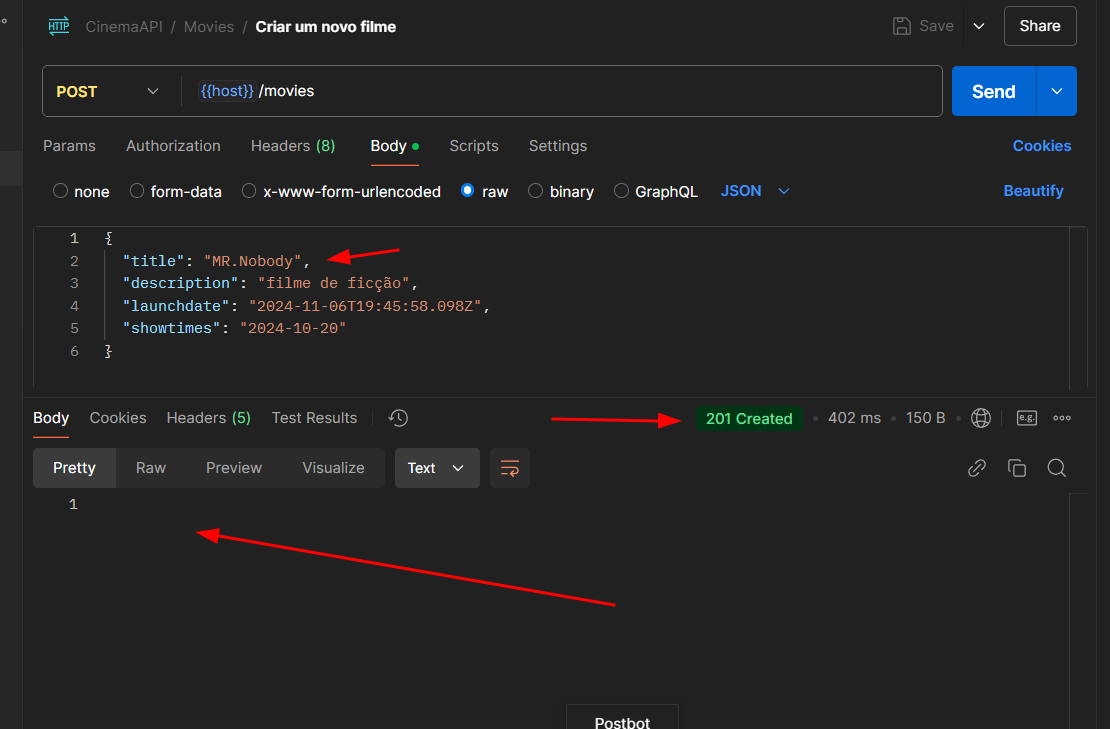 HTTP CinemaAPI / Movies / Criar um novo filme Save Share
POST {{host}} /movies Send
Params Authorization Headers (8) Body Scripts Settings Cookies
none form-data x-www-form-urlencoded raw binary GraphQL JSON Beautify
1 {
2 "title": "MR.Nobody",
3 "description": "filme de ficção",
4 "launchdate": "2024-11-06T19:45:58.098Z",
5 "showtimes": "2024-10-20"
6 }
Body Cookies Headers (5) Test Results 201 Created • 402 ms • 150 B • e.g.
Pretty Raw Preview Visualize Text
1
Postbot